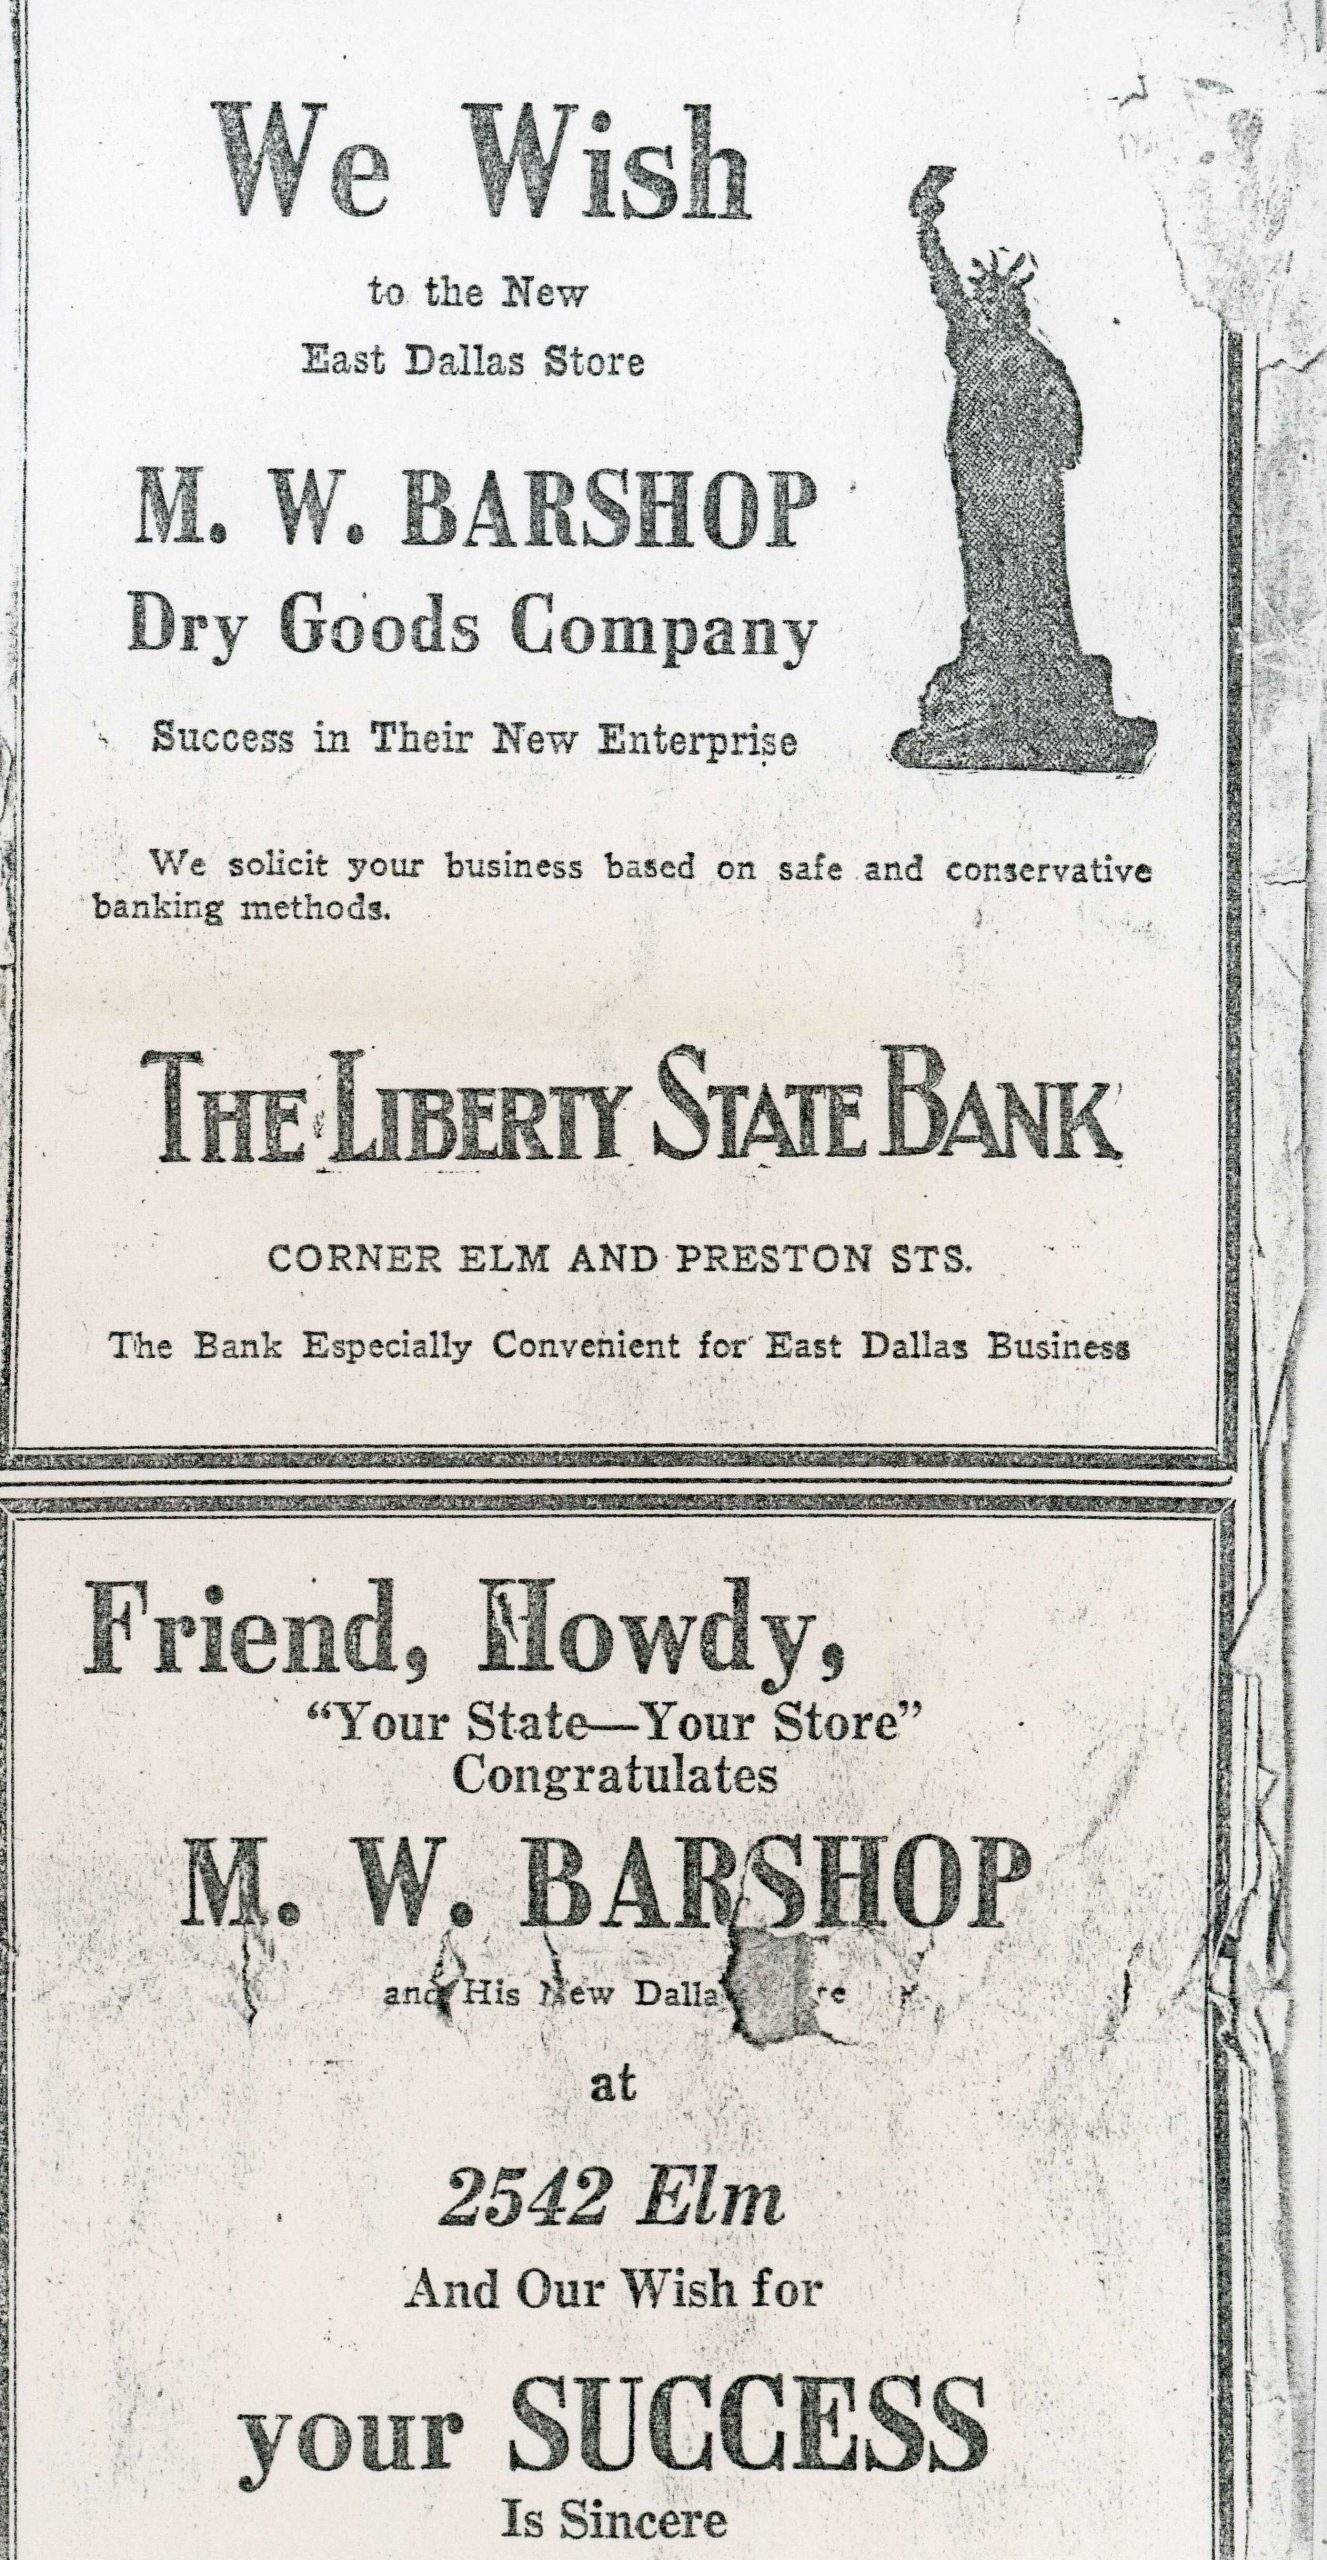 We Wish
to the New
East Dallas Store
M. W. BARSHOP
Dry Goods Company
Success in Their New Enterprise
We solicit your business based on safe and conservative
banking methods.
THE LIBERTY STATE BANK
CORNER ELM AND PRESTON STS.
The Bank Especially Convenient for East Dallas Business
Friend, Howdy,
“Your State—Your Store”
Congratulates
M. W. BARSHOP
and His New
at
2542 Elm
And Our Wish for
your SUCCESS
Is Sincere